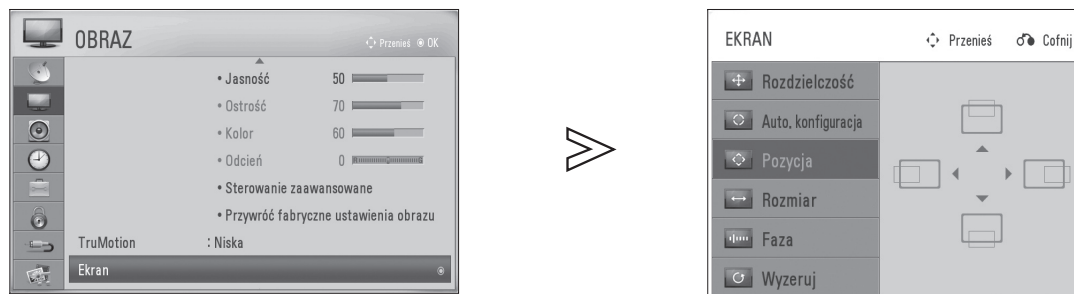 OBRAZ
Przenieś OK
• Jasność 50
• Ostrość 70
• Kolor 60
• Odcień 0
• Sterowanie zaawansowane
• Przywróć fabryczne ustawienia obrazu
TruMotion : Niska
Ekran
EKRAN Przenieś Cofnij
Rozdzielczość
Auto, konfiguracja
Pozycja
Rozmiar
Faza
Wyzeruj